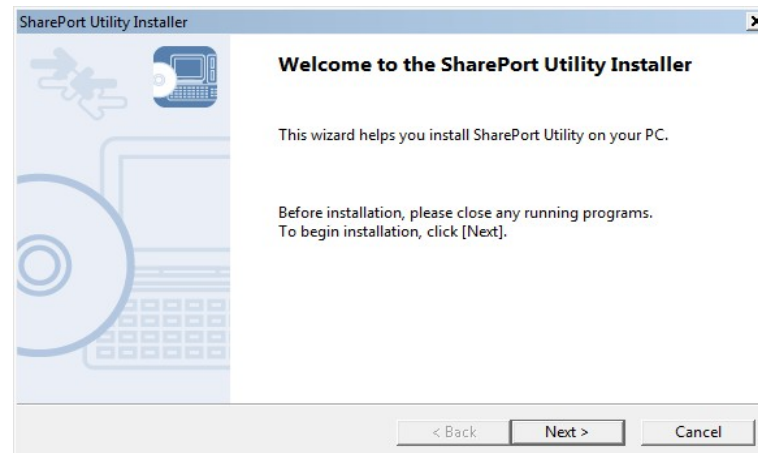 SharePort Utility Installer
Welcome to the SharePort Utility Installer
This wizard helps you install SharePort Utility on your PC.
Before installation, please close any running programs.
To begin installation, click [Next].
< Back
Next >
Cancel